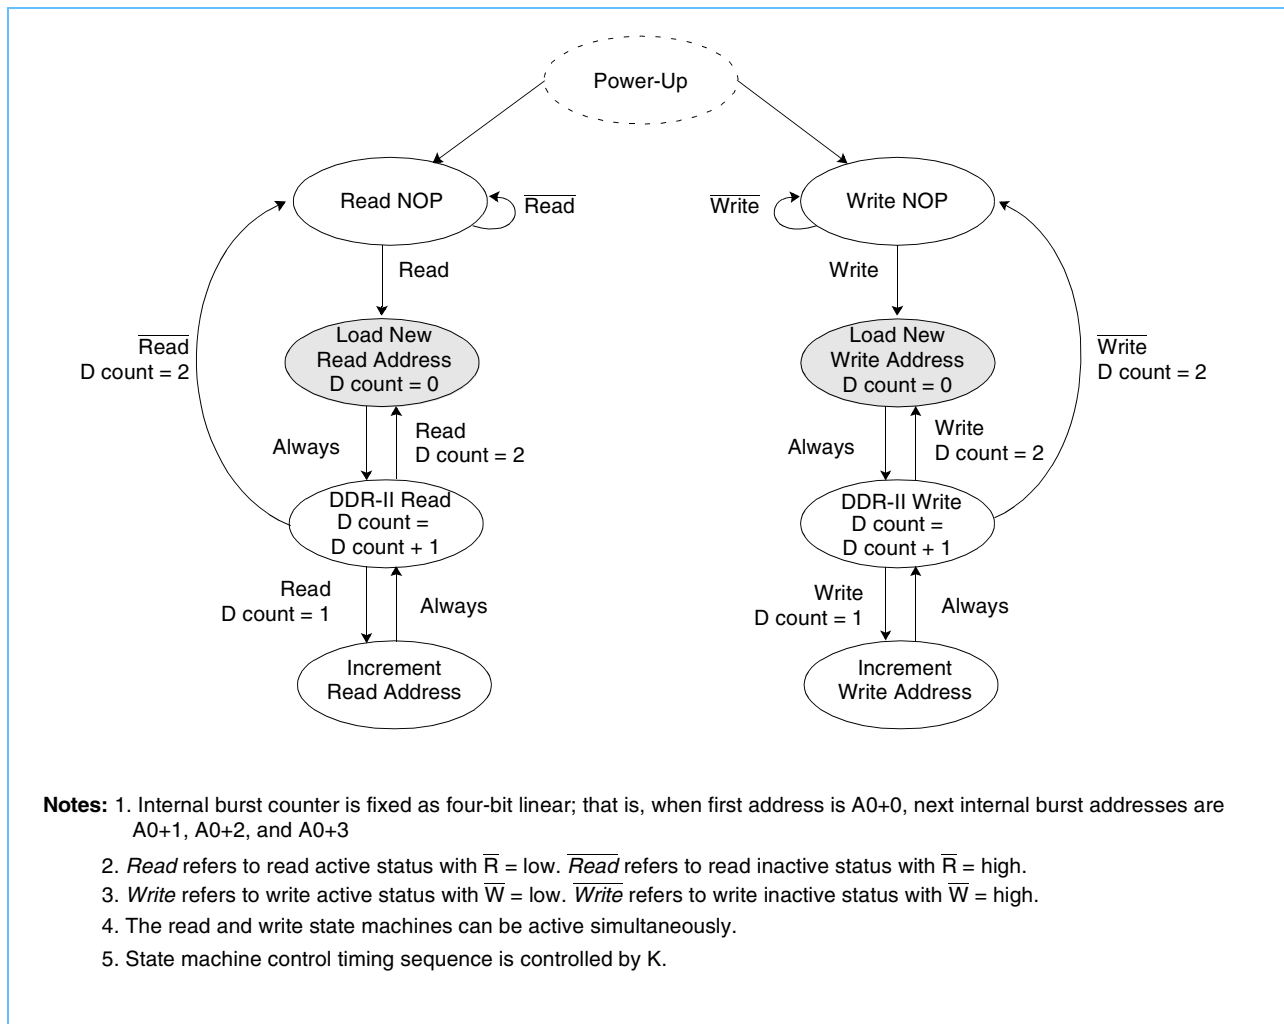 Power-Up
Read NOP
R̅e̅a̅d̅
W̅r̅i̅t̅e̅
Write NOP
Read
Write
Load New
Read Address
D count = 0
Load New
Write Address
D count = 0
R̅e̅a̅d̅
D count = 2
W̅r̅i̅t̅e̅
D count = 2
Always
Read
D count = 2
Always
Write
D count = 2
DDR-II Read
D count =
D count + 1
DDR-II Write
D count =
D count + 1
Read
D count = 1
Always
Write
D count = 1
Always
Increment
Read Address
Increment
Write Address
Notes: 1. Internal burst counter is fixed as four-bit linear; that is, when first address is A0+0, next internal burst addresses are
A0+1, A0+2, and A0+3
2. Read refers to read active status with R̅ = low. R̅e̅a̅d̅ refers to read inactive status with R̅ = high.
3. Write refers to write active status with W̅ = low. W̅r̅i̅t̅e̅ refers to write inactive status with W̅ = high.
4. The read and write state machines can be active simultaneously.
5. State machine control timing sequence is controlled by K.